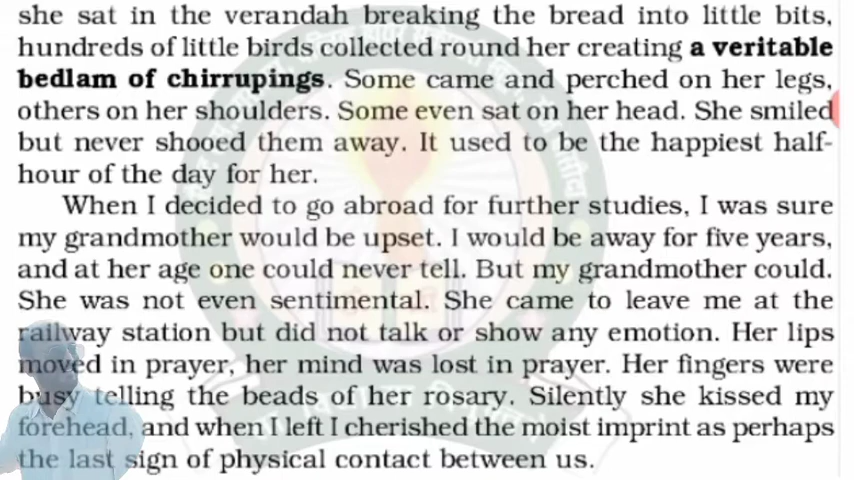 she sat in the verandah breaking the bread into little bits,
hundreds of little birds collected round her creating a veritable
bedlam of chirrupings. Some came and perched on her legs,
others on her shoulders. Some even sat on her head. She smiled
but never shooed them away. It used to be the happiest half-
hour of the day for her.
When I decided to go abroad for further studies, I was sure
my grandmother would be upset. I would be away for five years,
and at her age one could never tell. But my grandmother could.
She was not even sentimental. She came to leave me at the
railway station but did not talk or show any emotion. Her lips
moved in prayer, her mind was lost in prayer. Her fingers were
busy telling the beads of her rosary. Silently she kissed my
forehead, and when I left I cherished the moist imprint as perhaps
the last sign of physical contact between us.